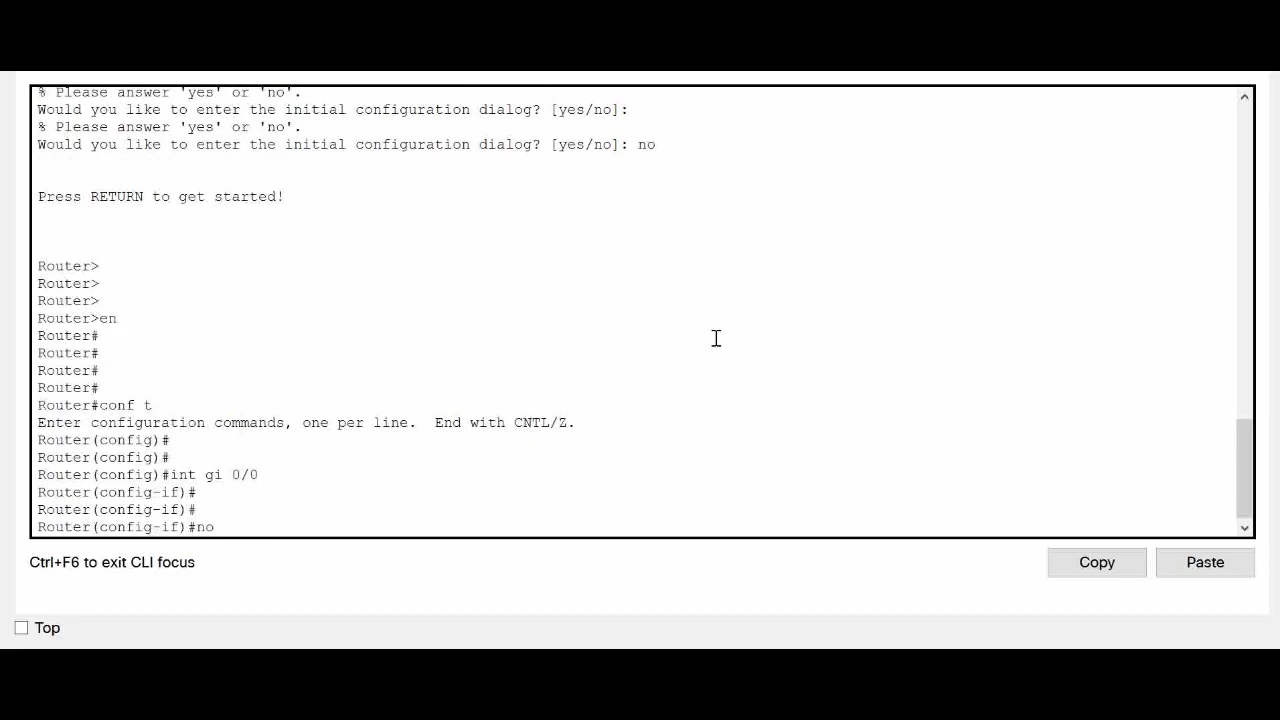 % Please answer 'yes' or 'no'.
Would you like to enter the initial configuration dialog? [yes/no]:
% Please answer 'yes' or 'no'.
Would you like to enter the initial configuration dialog? [yes/no]: no
Press RETURN to get started!
Router>
Router>
Router>
Router>en
Router#
Router#
Router#
Router#
Router#conf t
Enter configuration commands, one per line.  End with CNTL/Z.
Router(config)#
Router(config)#
Router(config)#int gi 0/0
Router(config-if)#
Router(config-if)#
Router(config-if)#no
Ctrl+F6 to exit CLI focus
Copy
Paste
Top